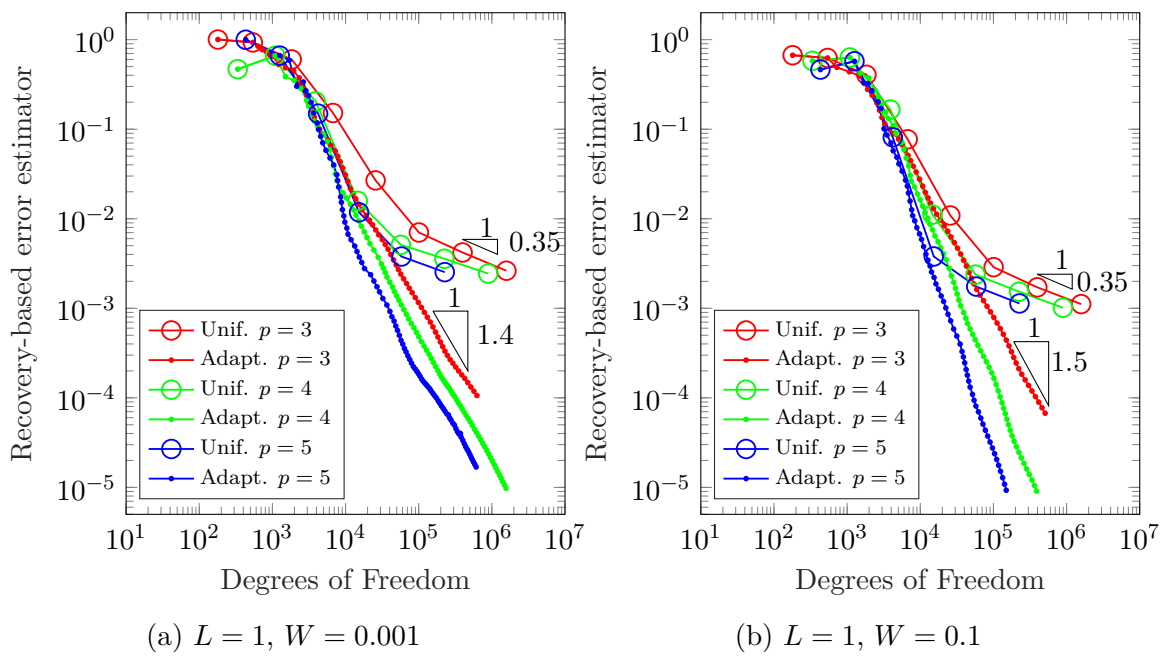 10^0
10^{-1}
10^{-2}
10^{-3}
10^{-4}
10^{-5}
Recovery-based error estimator
1
0.35
1
1.4
Unif. p = 3
Adapt. p = 3
Unif. p = 4
Adapt. p = 4
Unif. p = 5
Adapt. p = 5
10^1 10^2 10^3 10^4 10^5 10^6 10^7
Degrees of Freedom
(a) L = 1, W = 0.001
10^0
10^{-1}
10^{-2}
10^{-3}
10^{-4}
10^{-5}
Recovery-based error estimator
1
0.35
1
1.5
Unif. p = 3
Adapt. p = 3
Unif. p = 4
Adapt. p = 4
Unif. p = 5
Adapt. p = 5
10^1 10^2 10^3 10^4 10^5 10^6 10^7
Degrees of Freedom
(b) L = 1, W = 0.1